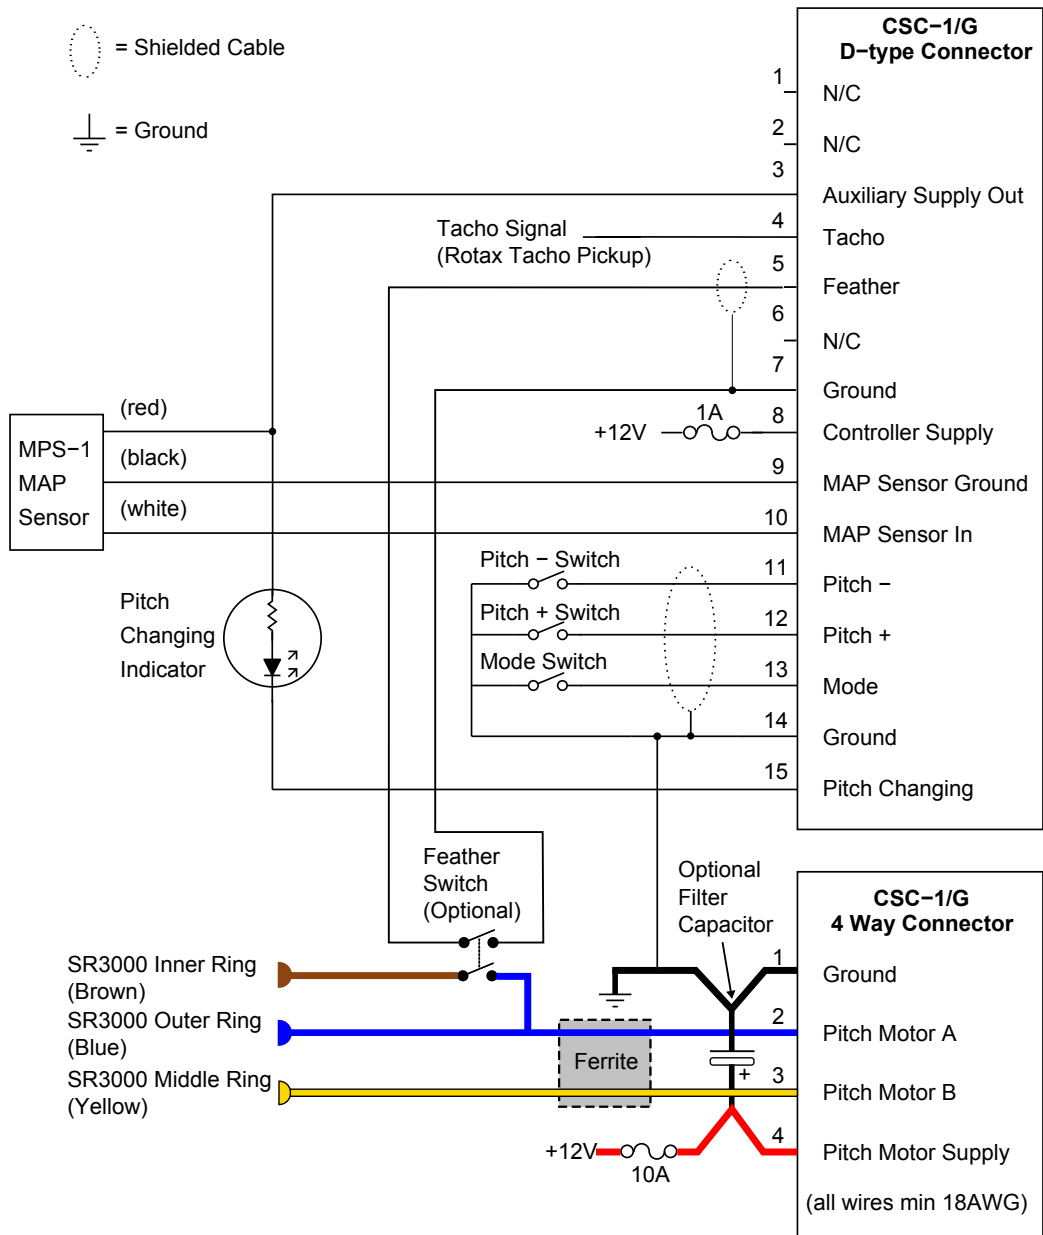 = Shielded Cable
= Ground
CSC−1/G
D−type Connector
1
N/C
2
N/C
3
Auxiliary Supply Out
Tacho Signal
(Rotax Tacho Pickup)
4
Tacho
5
Feather
6
N/C
7
Ground
+12V
1A
8
Controller Supply
MPS−1
MAP
Sensor
(red)
(black)
(white)
9
MAP Sensor Ground
10
MAP Sensor In
Pitch − Switch
11
Pitch −
Pitch + Switch
12
Pitch +
Mode Switch
13
Mode
14
Ground
15
Pitch Changing
Pitch
Changing
Indicator
Feather
Switch
(Optional)
Optional
Filter
Capacitor
CSC−1/G
4 Way Connector
SR3000 Inner Ring
(Brown)
1
Ground
SR3000 Outer Ring
(Blue)
2
Pitch Motor A
Ferrite
+
SR3000 Middle Ring
(Yellow)
3
Pitch Motor B
+12V
10A
4
Pitch Motor Supply
(all wires min 18AWG)